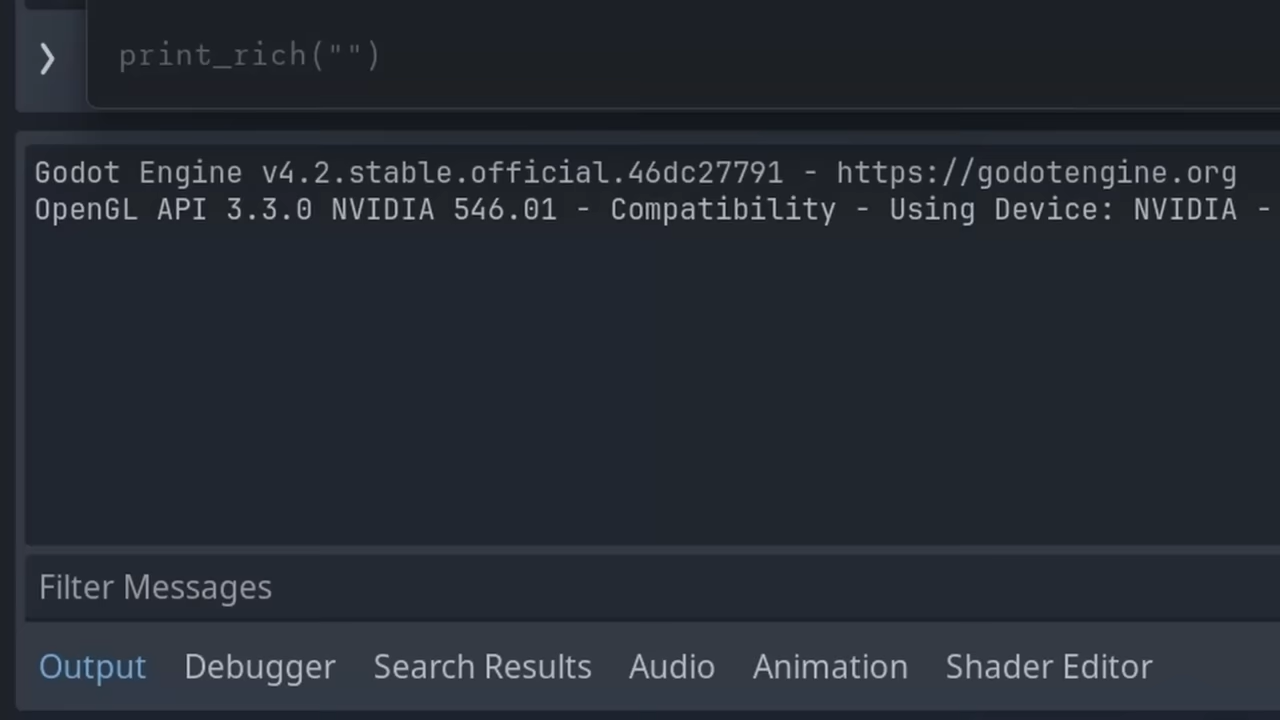 print_rich("")
Godot Engine v4.2.stable.official.46dc27791 - https://godotengine.org
OpenGL API 3.3.0 NVIDIA 546.01 - Compatibility - Using Device: NVIDIA -
Filter Messages
Output Debugger Search Results Audio Animation Shader Editor